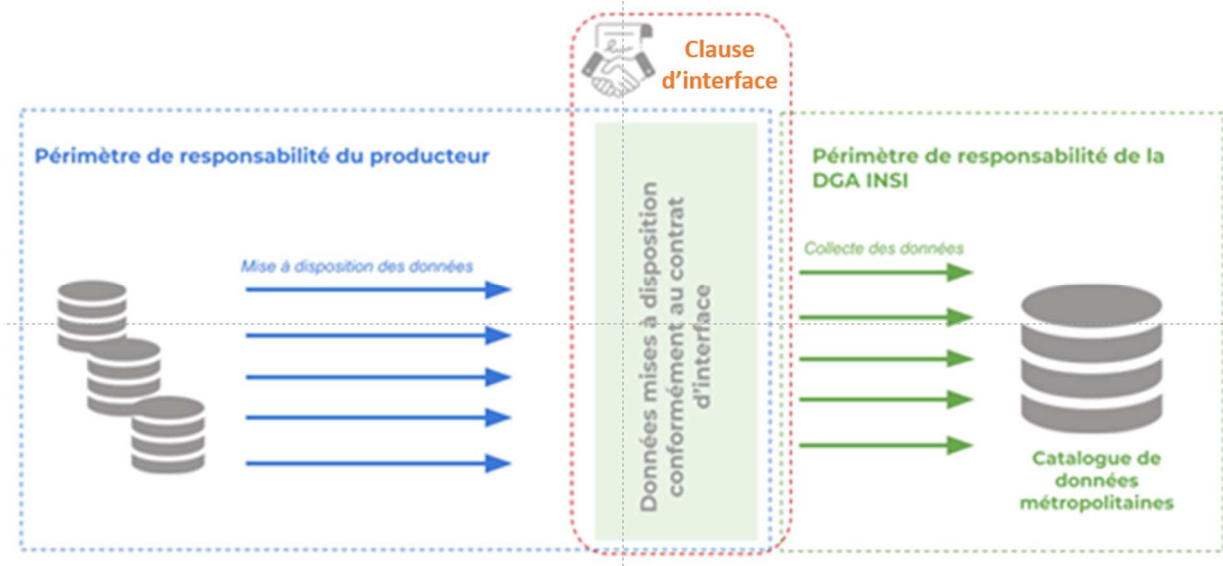 Clause
d'interface
Périmètre de responsabilité du producteur
Mise à disposition des données
Données mises à disposition
conformément au contrat
d'interface
Périmètre de responsabilité de la
DGA INSI
Collecte des données
Catalogue de
données
métropolitaines